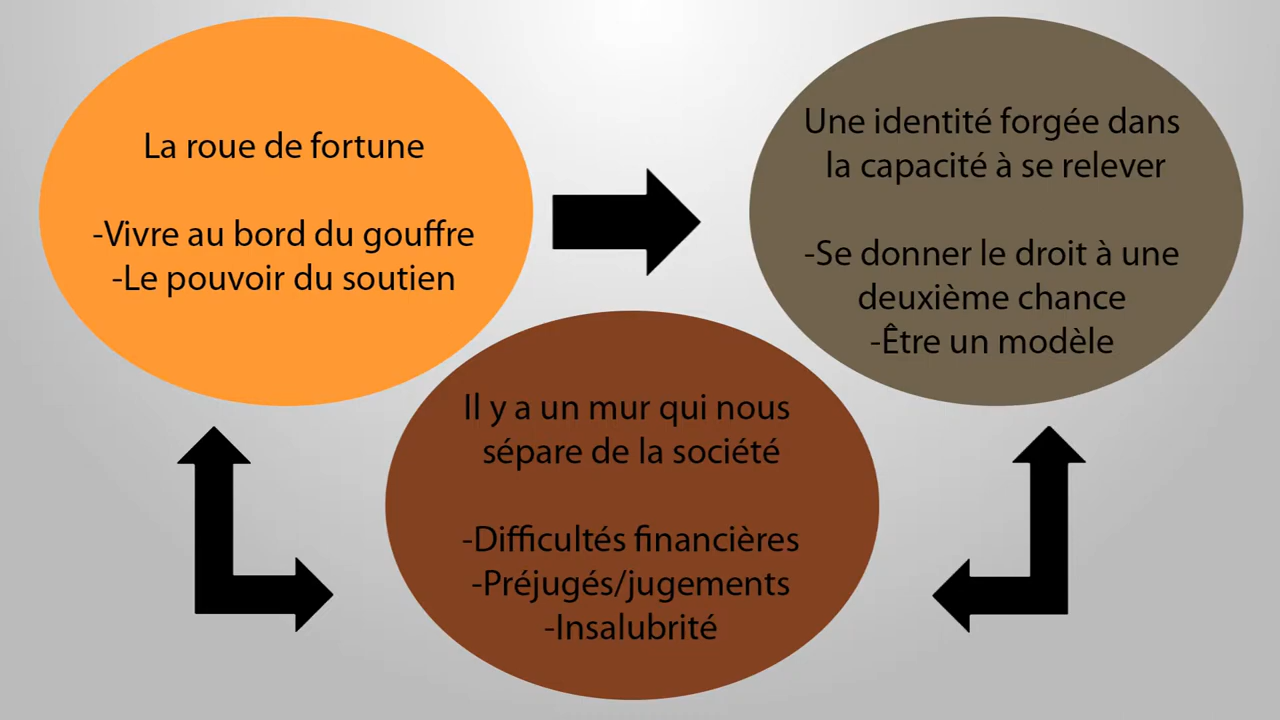 La roue de fortune
-Vivre au bord du gouffre
-Le pouvoir du soutien
Une identité forgée dans
la capacité à se relever
-Se donner le droit à une
deuxième chance
-Être un modèle
Il y a un mur qui nous
sépare de la société
-Difficultés financières
-Préjugés/jugements
-Insalubrité